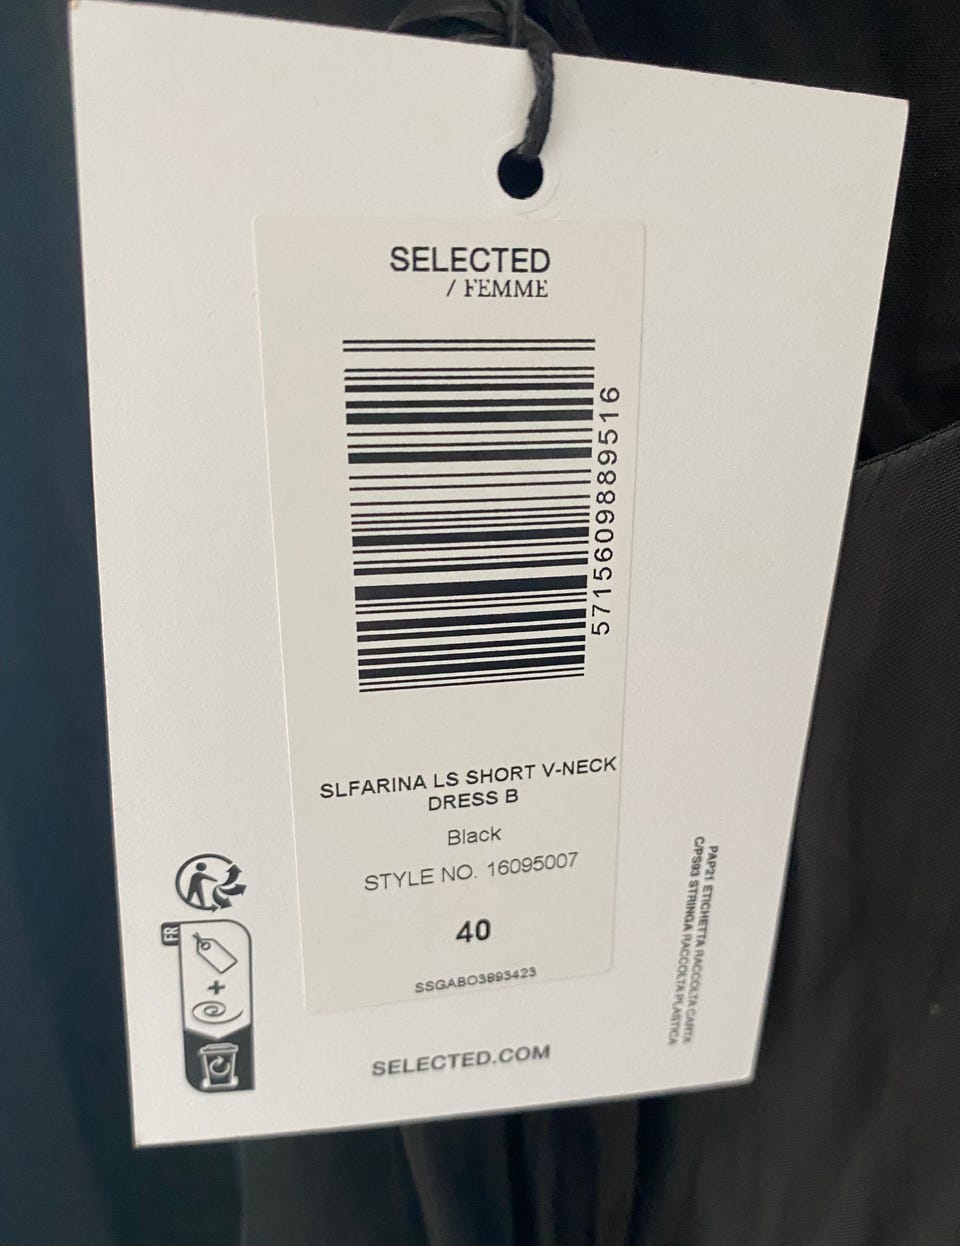 SELECTED
/ FEMME
5715609889516
SLFARINA LS SHORT V-NECK
DRESS B
Black
STYLE NO. 16095007
40
SSGABO3893423
SELECTED.COM
FR
PAP21 ETICHETTA RACCOLTA CARTA
C/PS93 STRINGA RACCOLTA PLASTICA